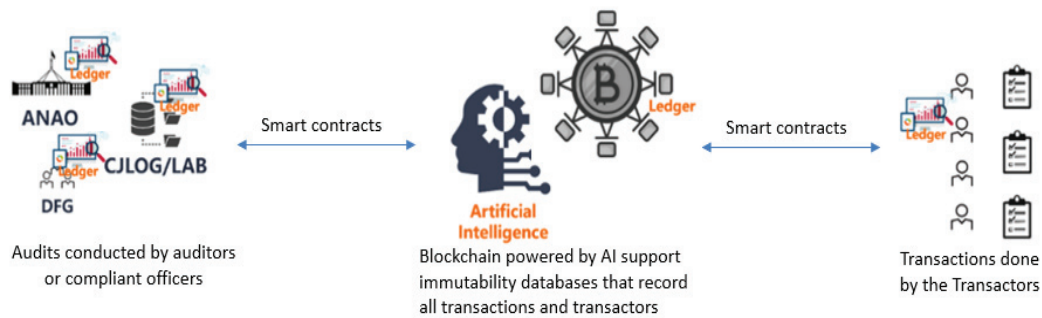 Ledger
ANAO
Ledger
CJLOG/LAB
Ledger
DFG
Audits conducted by auditors
or compliant officers
Smart contracts
Ledger
Artificial
Intelligence
Blockchain powered by AI support
immutability databases that record
all transactions and transactors
Smart contracts
Ledger
Transactions done
by the Transactors